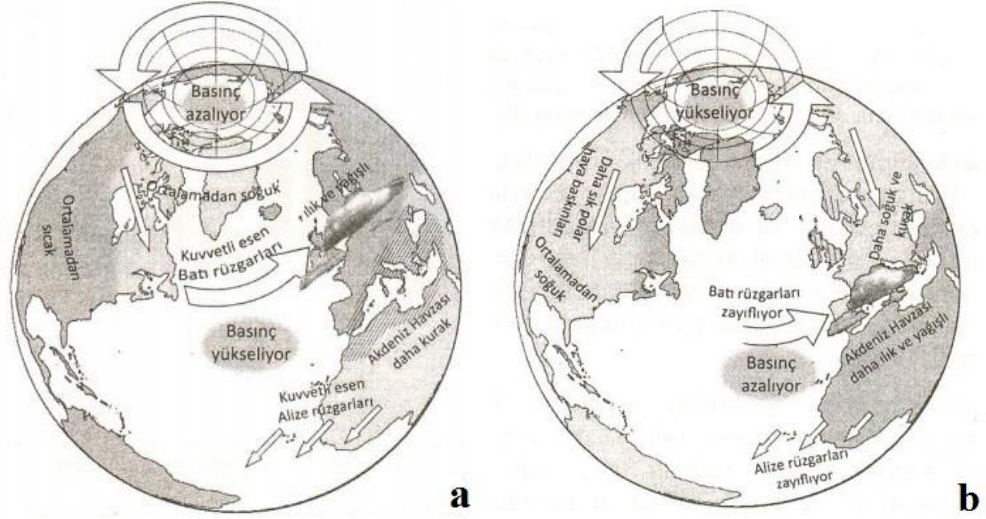 Basınç
azalıyor
Ortalamadan soğuk
Ortalamadan
sıcak
ılık ve yağışlı
Kuvvetli esen
Batı rüzgarları
Basınç
yükseliyor
Akdeniz Havzası
daha kurak
Kuvvetli esen
Alize rüzgarları
a
Basınç
yükseliyor
Daha sık polar
hava baskınları
Ortalamadan
soğuk
Daha soğuk ve
kurak
Batı rüzgarları
zayıflıyor
Basınç
azalıyor
Akdeniz Havzası
daha ılık ve yağışlı
Alize rüzgarları
zayıflıyor
b